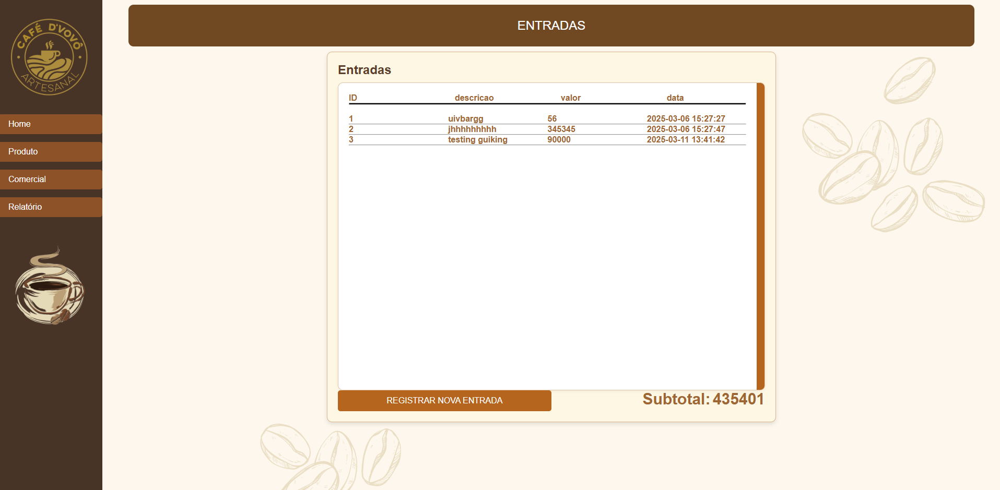 CAFÉ D'VOVÔ
ARTESANAL
Home
Produto
Comercial
Relatório
ENTRADAS
Entradas
ID descricao valor data
1 uivbargg 56 2025-03-06 15:27:27
2 jhhhhhhhhh 345345 2025-03-06 15:27:47
3 testing guiking 90000 2025-03-11 13:41:42
REGISTRAR NOVA ENTRADA
Subtotal: 435401